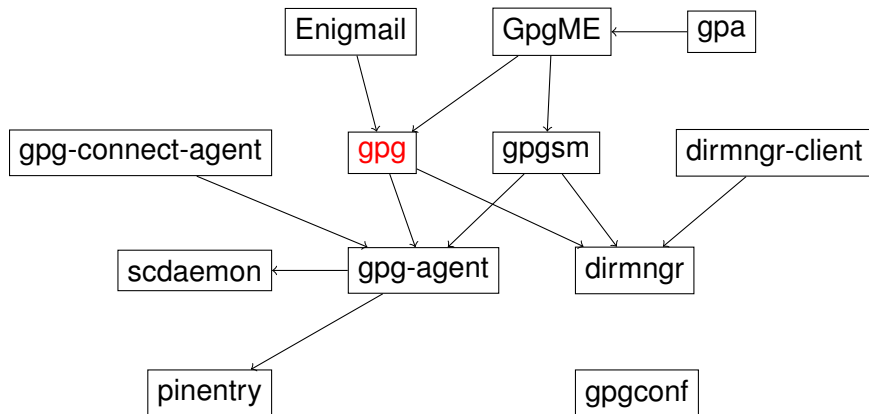 Enigmail
GpgME
gpa
gpg-connect-agent
gpg
gpgsm
dirmngr-client
scdaemon
gpg-agent
dirmngr
pinentry
gpgconf